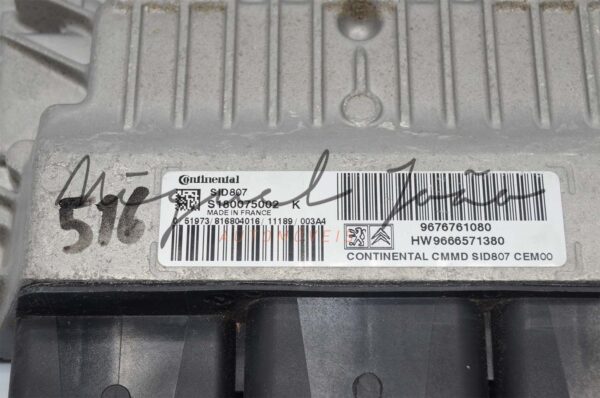 Continental
SID807
S180075002 K
MADE IN FRANCE
51973/816804016/11189/003A4
9676761080
HW9666571380
CONTINENTAL CMMD SID807 CEM00
516
Miguel João
AUTOMÓVEIS